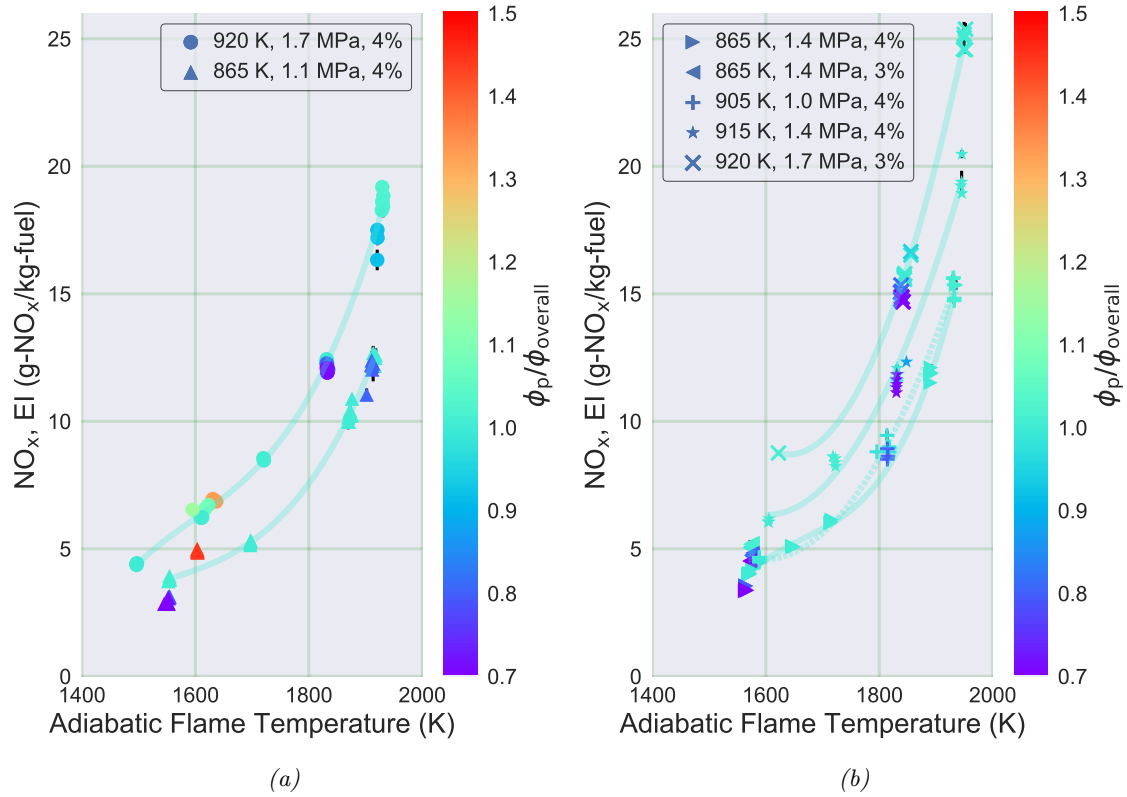 920 K, 1.7 MPa, 4%
865 K, 1.1 MPa, 4%
25
20
15
10
5
0
1400
1600
1800
2000
NOₓ, EI (g-NOₓ/kg-fuel)
Adiabatic Flame Temperature (K)
1.5
1.4
1.3
1.2
1.1
1.0
0.9
0.8
0.7
ϕp/ϕoverall
(a)
865 K, 1.4 MPa, 4%
865 K, 1.4 MPa, 3%
905 K, 1.0 MPa, 4%
915 K, 1.4 MPa, 4%
920 K, 1.7 MPa, 3%
25
20
15
10
5
0
1400
1600
1800
2000
NOₓ, EI (g-NOₓ/kg-fuel)
Adiabatic Flame Temperature (K)
1.5
1.4
1.3
1.2
1.1
1.0
0.9
0.8
0.7
ϕp/ϕoverall
(b)